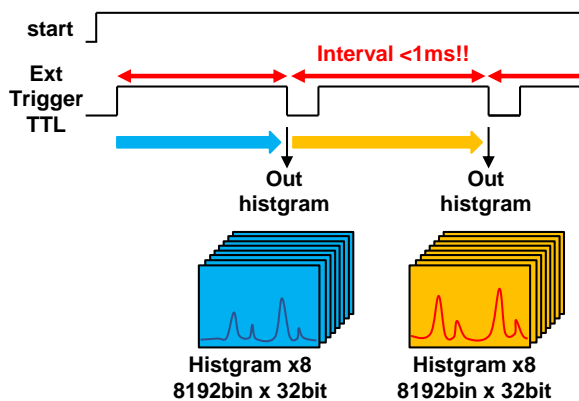 start
Ext
Trigger
TTL
Interval <1ms!!
Out
histgram
Out
histgram
Histgram x8
8192bin x 32bit
Histgram x8
8192bin x 32bit